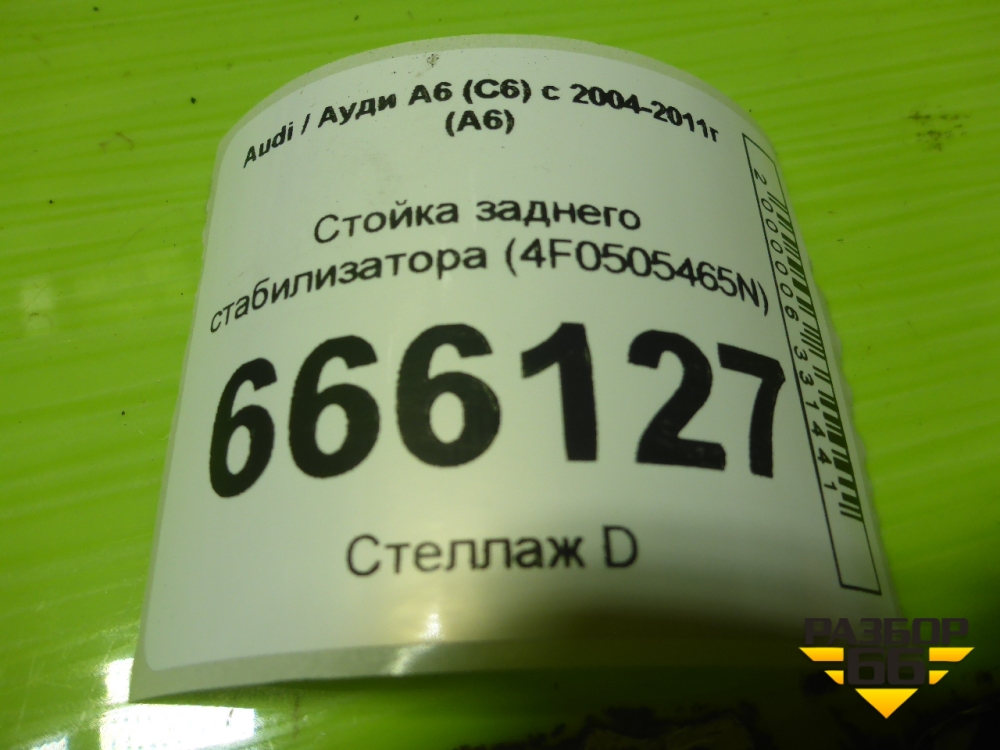 Audi / Ауди А6 (С6) с 2004-2011г
(А6)
Стойка заднего
стабилизатора (4F0505465N)
666127
Стеллаж D
2000006331441
РАЗБОР
66